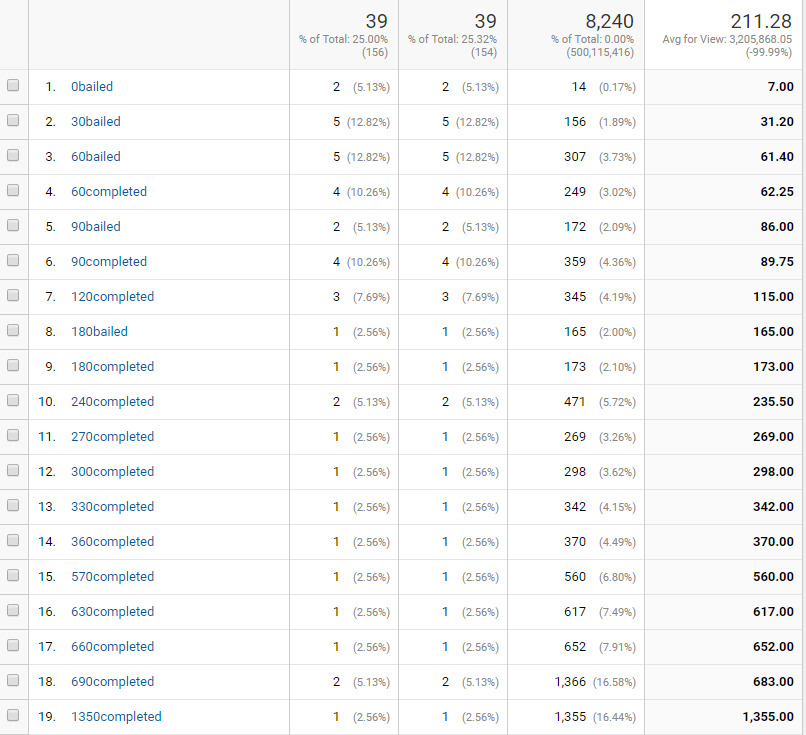 39 39 8,240 211.28
% of Total: 25.00% % of Total: 25.32% % of Total: 0.00% Avg for View: 3,205,868.05
(156) (154) (500,115,416) (-99.99%)
1. 0bailed 2 (5.13%) 2 (5.13%) 14 (0.17%) 7.00
2. 30bailed 5 (12.82%) 5 (12.82%) 156 (1.89%) 31.20
3. 60bailed 5 (12.82%) 5 (12.82%) 307 (3.73%) 61.40
4. 60completed 4 (10.26%) 4 (10.26%) 249 (3.02%) 62.25
5. 90bailed 2 (5.13%) 2 (5.13%) 172 (2.09%) 86.00
6. 90completed 4 (10.26%) 4 (10.26%) 359 (4.36%) 89.75
7. 120completed 3 (7.69%) 3 (7.69%) 345 (4.19%) 115.00
8. 180bailed 1 (2.56%) 1 (2.56%) 165 (2.00%) 165.00
9. 180completed 1 (2.56%) 1 (2.56%) 173 (2.10%) 173.00
10. 240completed 2 (5.13%) 2 (5.13%) 471 (5.72%) 235.50
11. 270completed 1 (2.56%) 1 (2.56%) 269 (3.26%) 269.00
12. 300completed 1 (2.56%) 1 (2.56%) 298 (3.62%) 298.00
13. 330completed 1 (2.56%) 1 (2.56%) 342 (4.15%) 342.00
14. 360completed 1 (2.56%) 1 (2.56%) 370 (4.49%) 370.00
15. 570completed 1 (2.56%) 1 (2.56%) 560 (6.80%) 560.00
16. 630completed 1 (2.56%) 1 (2.56%) 617 (7.49%) 617.00
17. 660completed 1 (2.56%) 1 (2.56%) 652 (7.91%) 652.00
18. 690completed 2 (5.13%) 2 (5.13%) 1,366 (16.58%) 683.00
19. 1350completed 1 (2.56%) 1 (2.56%) 1,355 (16.44%) 1,355.00